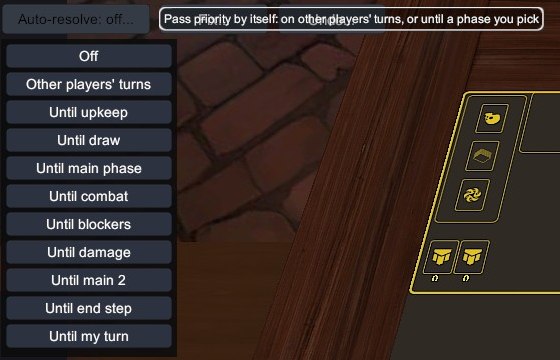 Auto-resolve: off...
Pass priority by itself: on other players' turns, or until a phase you pick
Off
Other players' turns
Until upkeep
Until draw
Until main phase
Until combat
Until blockers
Until damage
Until main 2
Until end step
Until my turn
0 0